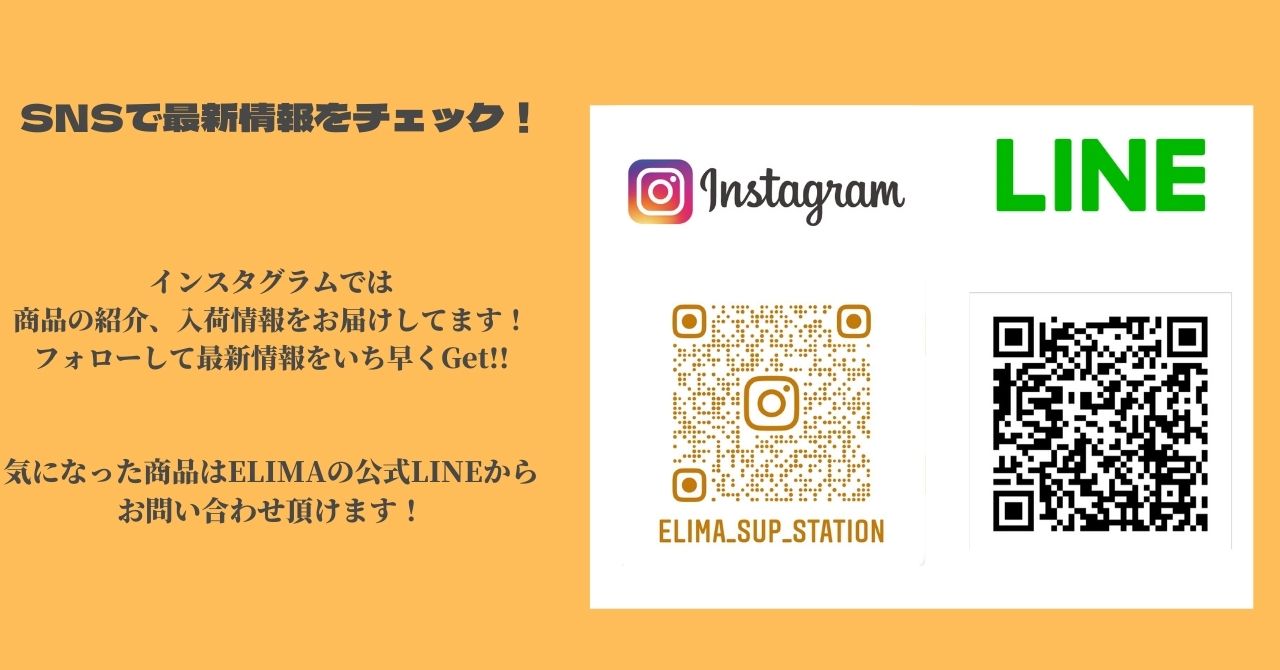 SNSで最新情報をチェック！
インスタグラムでは
商品の紹介、入荷情報をお届けしてます！
フォローして最新情報をいち早くGet!!
気になった商品はELIMAの公式LINEから
お問い合わせ頂けます！
Instagram
LINE
ELIMA_SUP_STATION